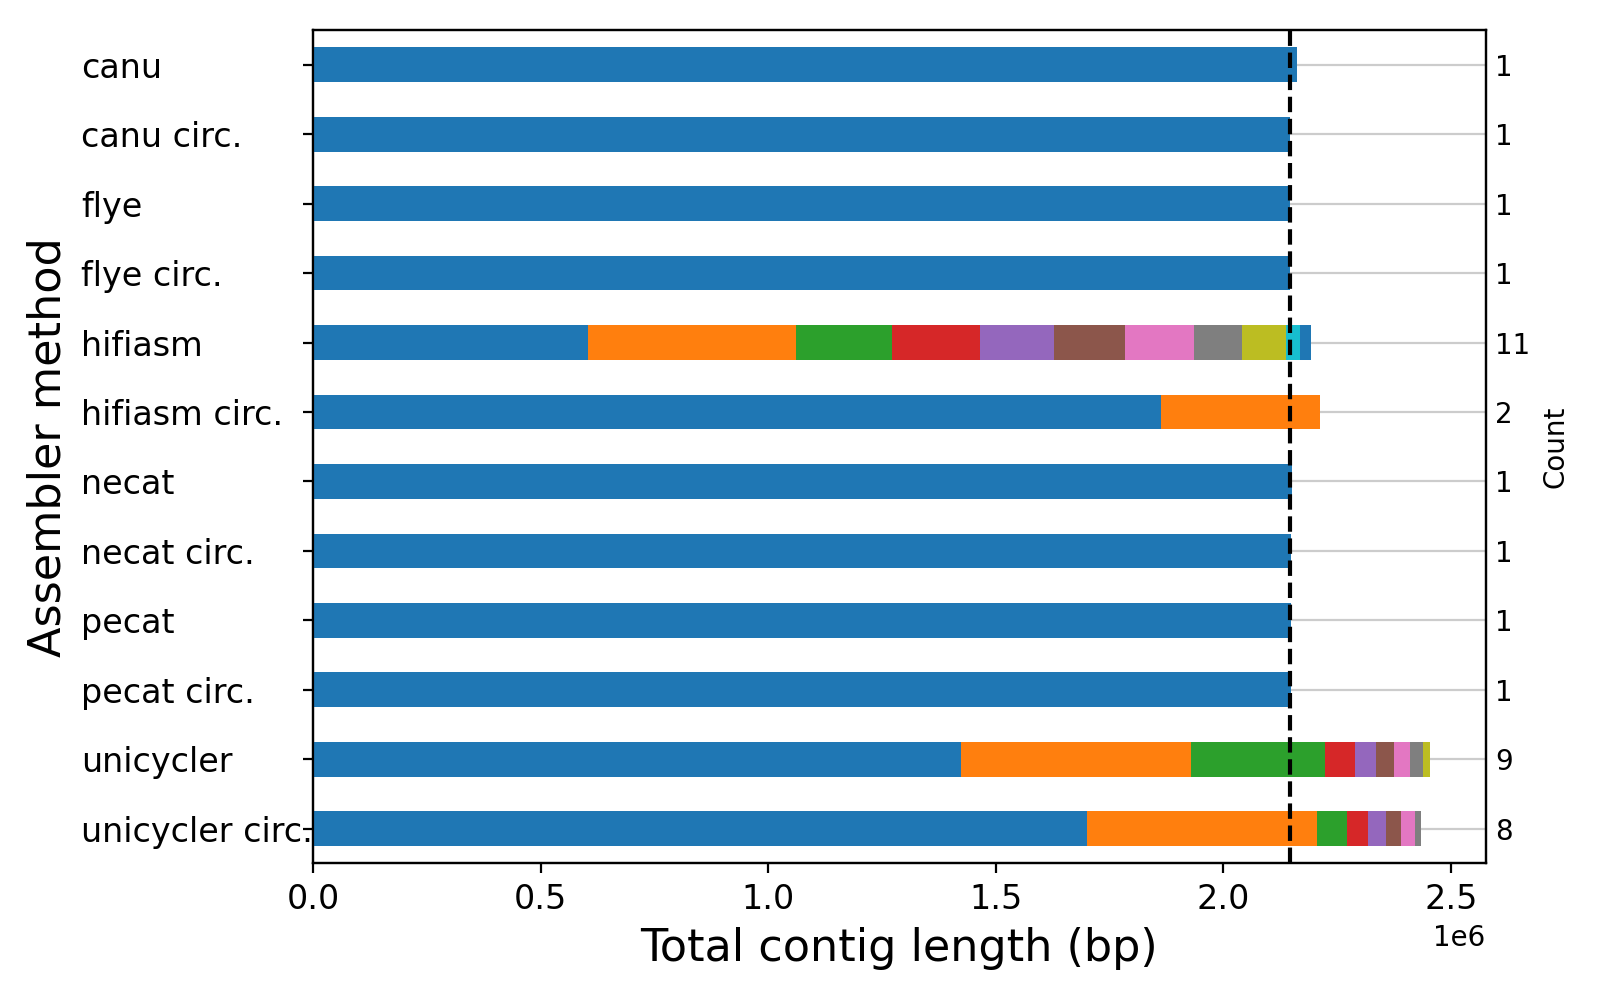 canu
1
canu circ.
1
flye
1
flye circ.
1
hifiasm
11
hifiasm circ.
2
necat
1
necat circ.
1
pecat
1
pecat circ.
1
unicycler
9
unicycler circ.
8
Assembler method
Count
0.0 0.5 1.0 1.5 2.0 2.5
1e6
Total contig length (bp)